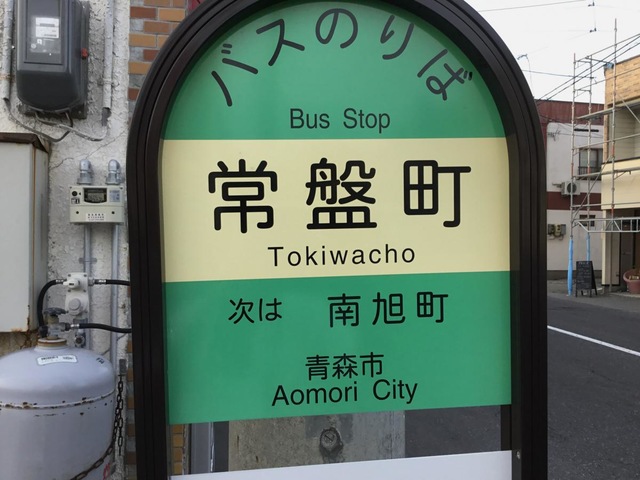 バスのりば
Bus Stop
常盤町
Tokiwacho
次は 南旭町
青森市
Aomori City